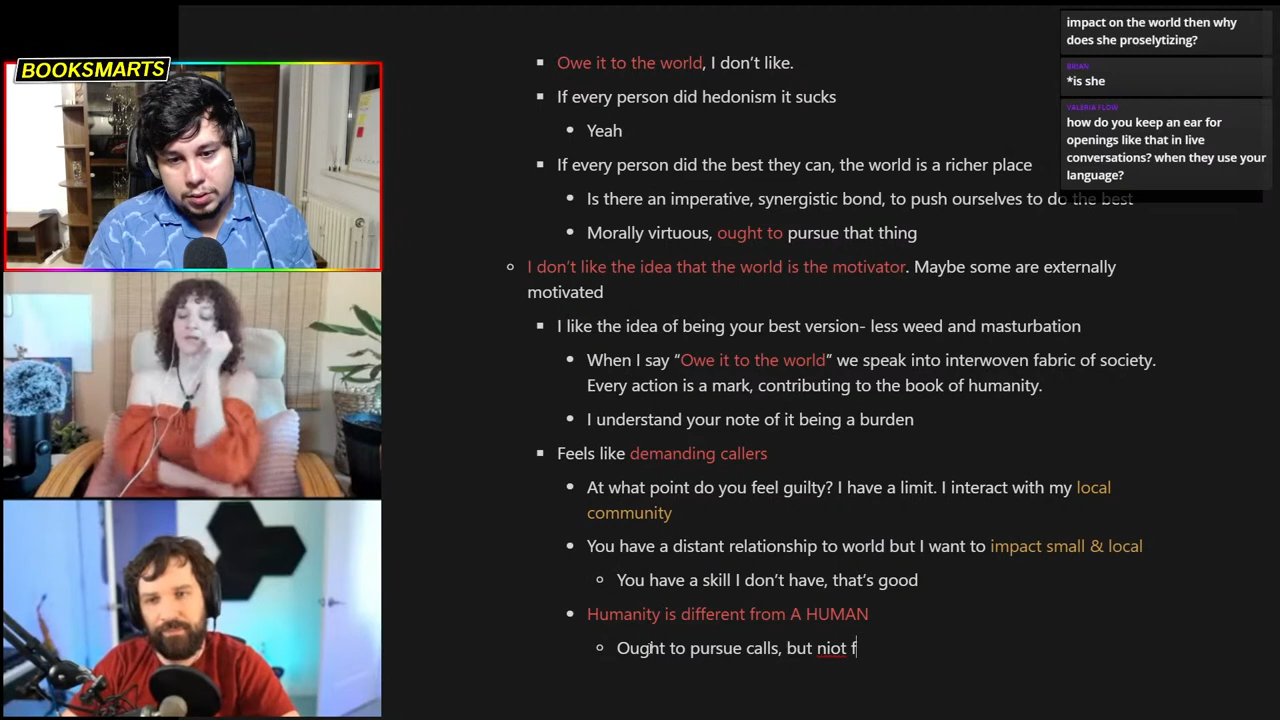 BOOKSMARTS
Owe it to the world, I don't like.
If every person did hedonism it sucks
Yeah
If every person did the best they can, the world is a richer place
Is there an imperative, synergistic bond, to push ourselves to do the best
Morally virtuous, ought to pursue that thing
I don't like the idea that the world is the motivator. Maybe some are externally
motivated
I like the idea of being your best version- less weed and masturbation
When I say “Owe it to the world” we speak into interwoven fabric of society.
Every action is a mark, contributing to the book of humanity.
I understand your note of it being a burden
Feels like demanding callers
At what point do you feel guilty? I have a limit. I interact with my local
community
You have a distant relationship to world but I want to impact small & local
You have a skill I don't have, that's good
Humanity is different from A HUMAN
Ought to pursue calls, but niot f
impact on the world then why
does she proselytizing?
BRIAN
*is she
VALERIA FLOW
how do you keep an ear for
openings like that in live
conversations? when they use your
language?